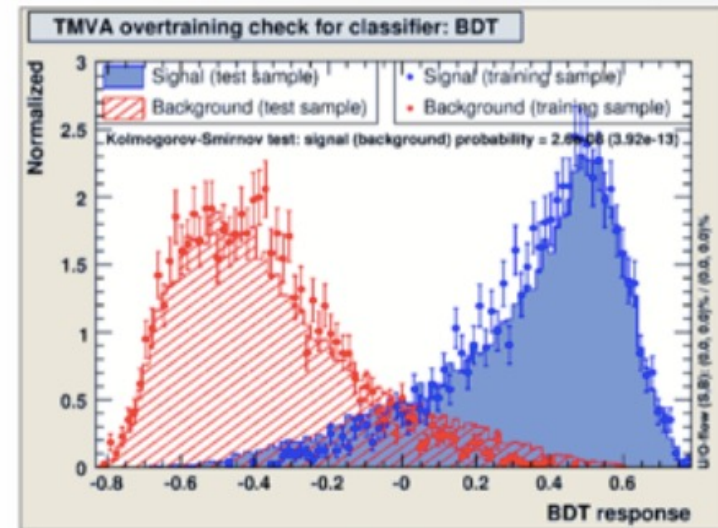 TMVA overtraining check for classifier: BDT
Normalized
3
2.5
2
1.5
1
0.5
0
Signal (test sample)
Background (test sample)
Signal (training sample)
Background (training sample)
Kolmogorov-Smirnov test: signal (background) probability = (3.92e-13)
-0.8 -0.6 -0.4 -0.2 -0 0.2 0.4 0.6
BDT response
U/O-flow (S,B): (0.0, 0.0)% / (0.0, 0.0)%